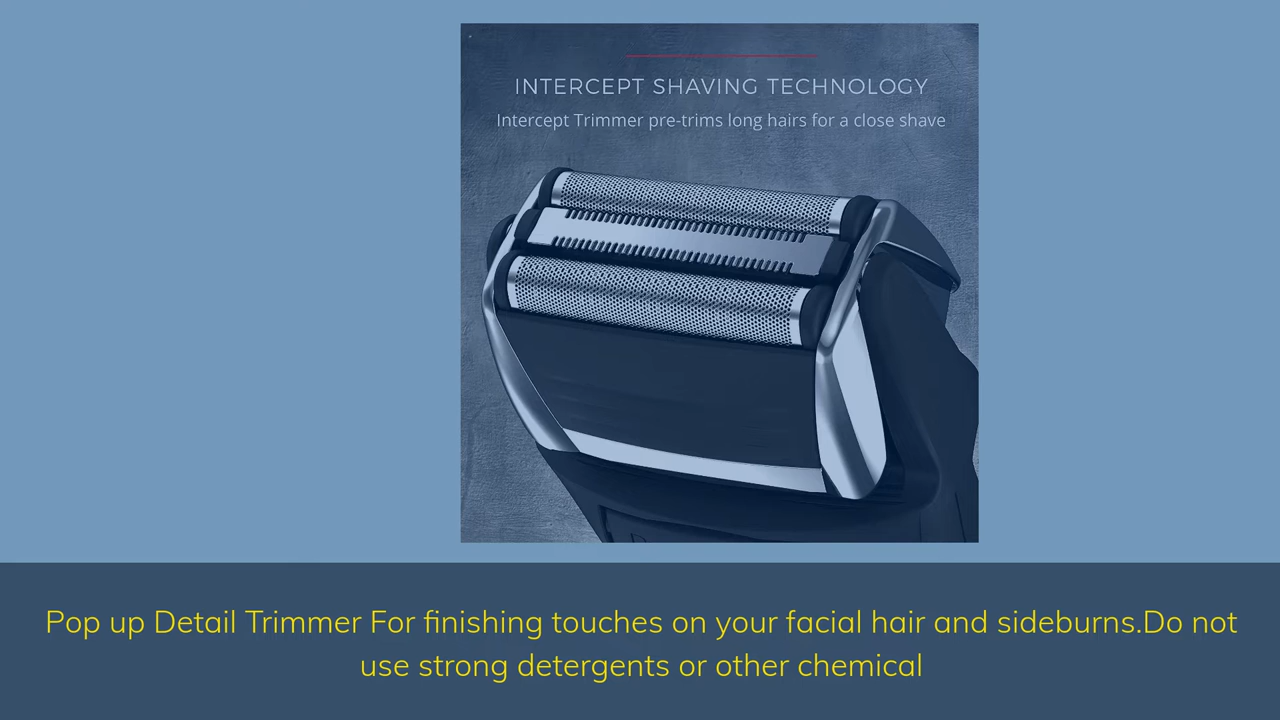 INTERCEPT SHAVING TECHNOLOGY
Intercept Trimmer pre-trims long hairs for a close shave
Pop up Detail Trimmer For finishing touches on your facial hair and sideburns.Do not
use strong detergents or other chemical